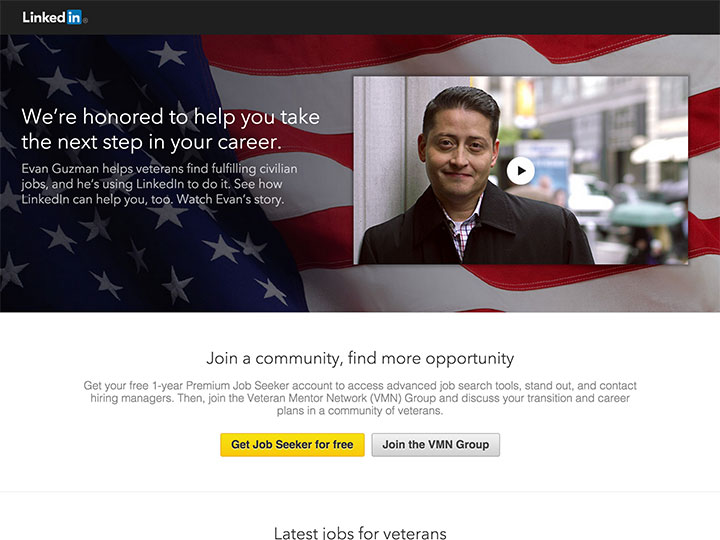 Linked in®
We’re honored to help you take
the next step in your career.
Evan Guzman helps veterans find fulfilling civilian
jobs, and he’s using LinkedIn to do it. See how
LinkedIn can help you, too. Watch Evan’s story.
Join a community, find more opportunity
Get your free 1-year Premium Job Seeker account to access advanced job search tools, stand out, and contact
hiring managers. Then, join the Veteran Mentor Network (VMN) Group and discuss your transition and career
plans in a community of veterans.
Get Job Seeker for free
Join the VMN Group
Latest jobs for veterans